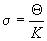 σ = Θ/K